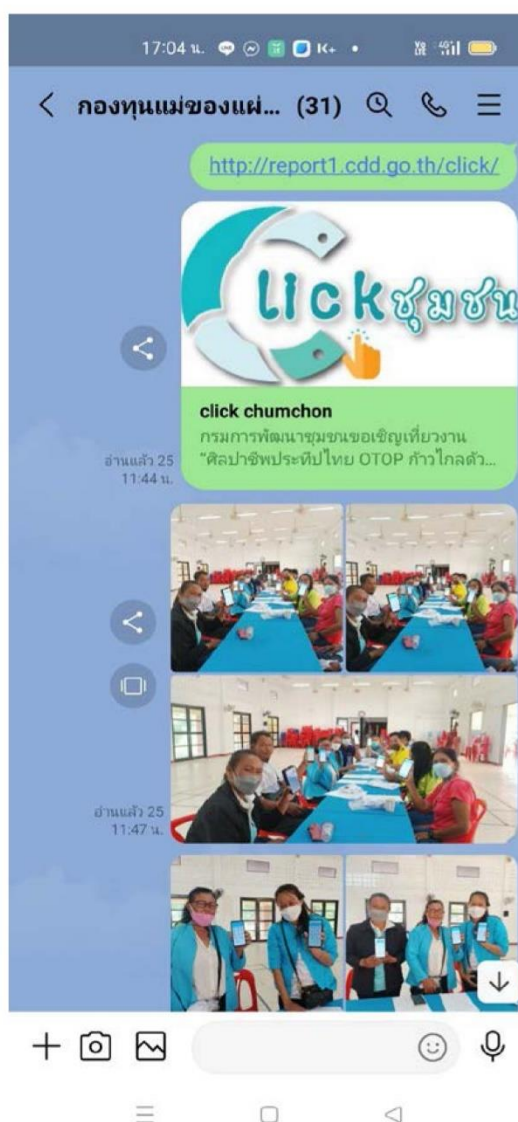 17:04 น. K+
กองทุนแม่ของแผ่... (31)
http://report1.cdd.go.th/click/
Clickชุมชน
click chumchon
กรมการพัฒนาชุมชนขอเชิญเที่ยวงาน
“ศิลปาชีพประทีปไทย OTOP ก้าวไกลด้ว...
อ่านแล้ว 25
11:44 น.
อ่านแล้ว 25
11:47 น.